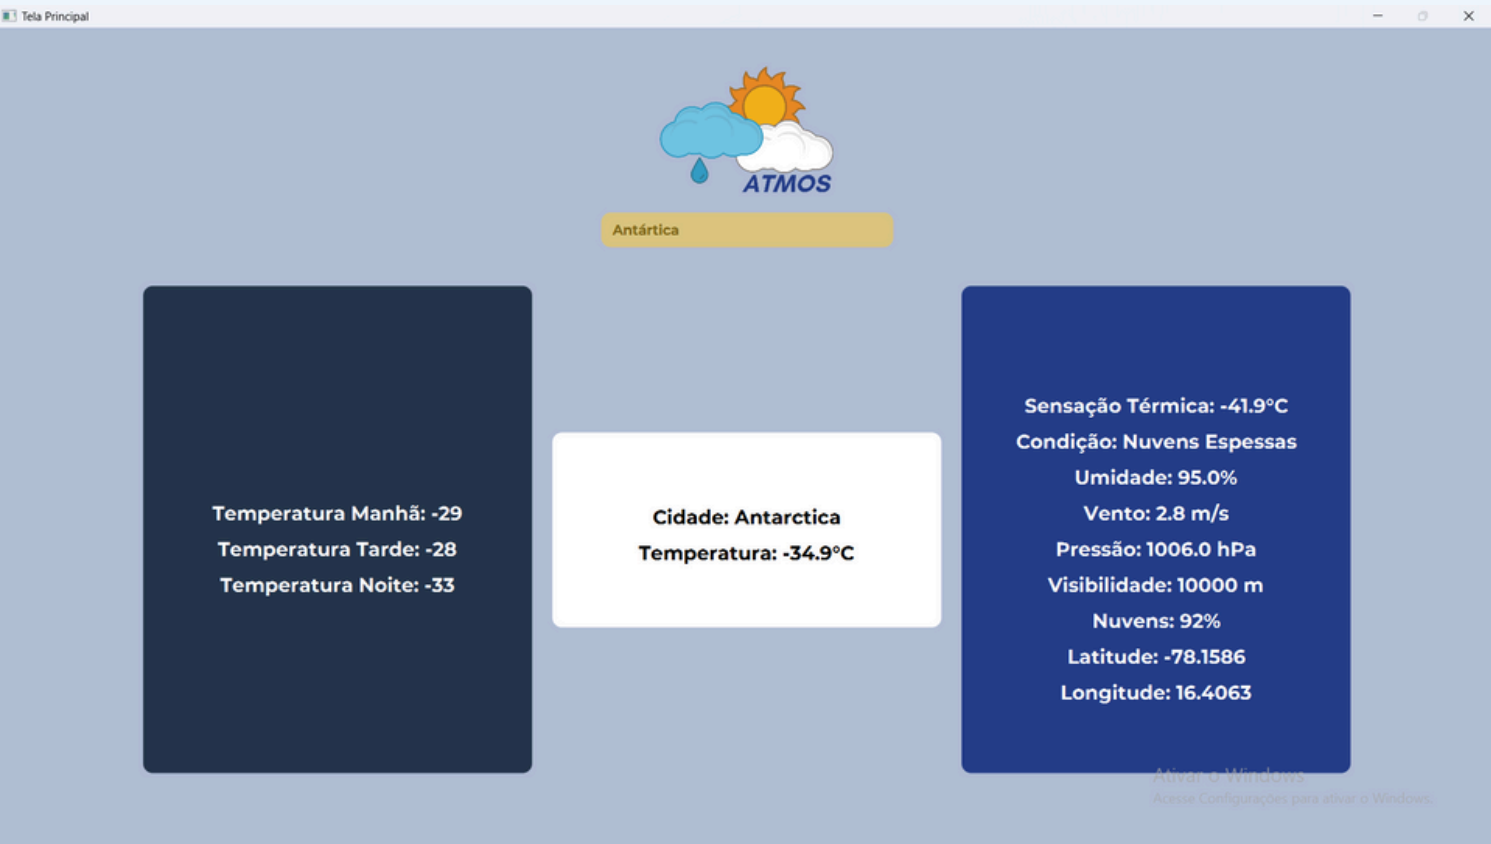 Tela Principal
ATMOS
Antártica
Temperatura Manhã: -29
Temperatura Tarde: -28
Temperatura Noite: -33
Cidade: Antarctica
Temperatura: -34.9°C
Sensação Térmica: -41.9°C
Condição: Nuvens Espessas
Umidade: 95.0%
Vento: 2.8 m/s
Pressão: 1006.0 hPa
Visibilidade: 10000 m
Nuvens: 92%
Latitude: -78.1586
Longitude: 16.4063
Ativar o Windows
Acesse Configurações para ativar o Windows.